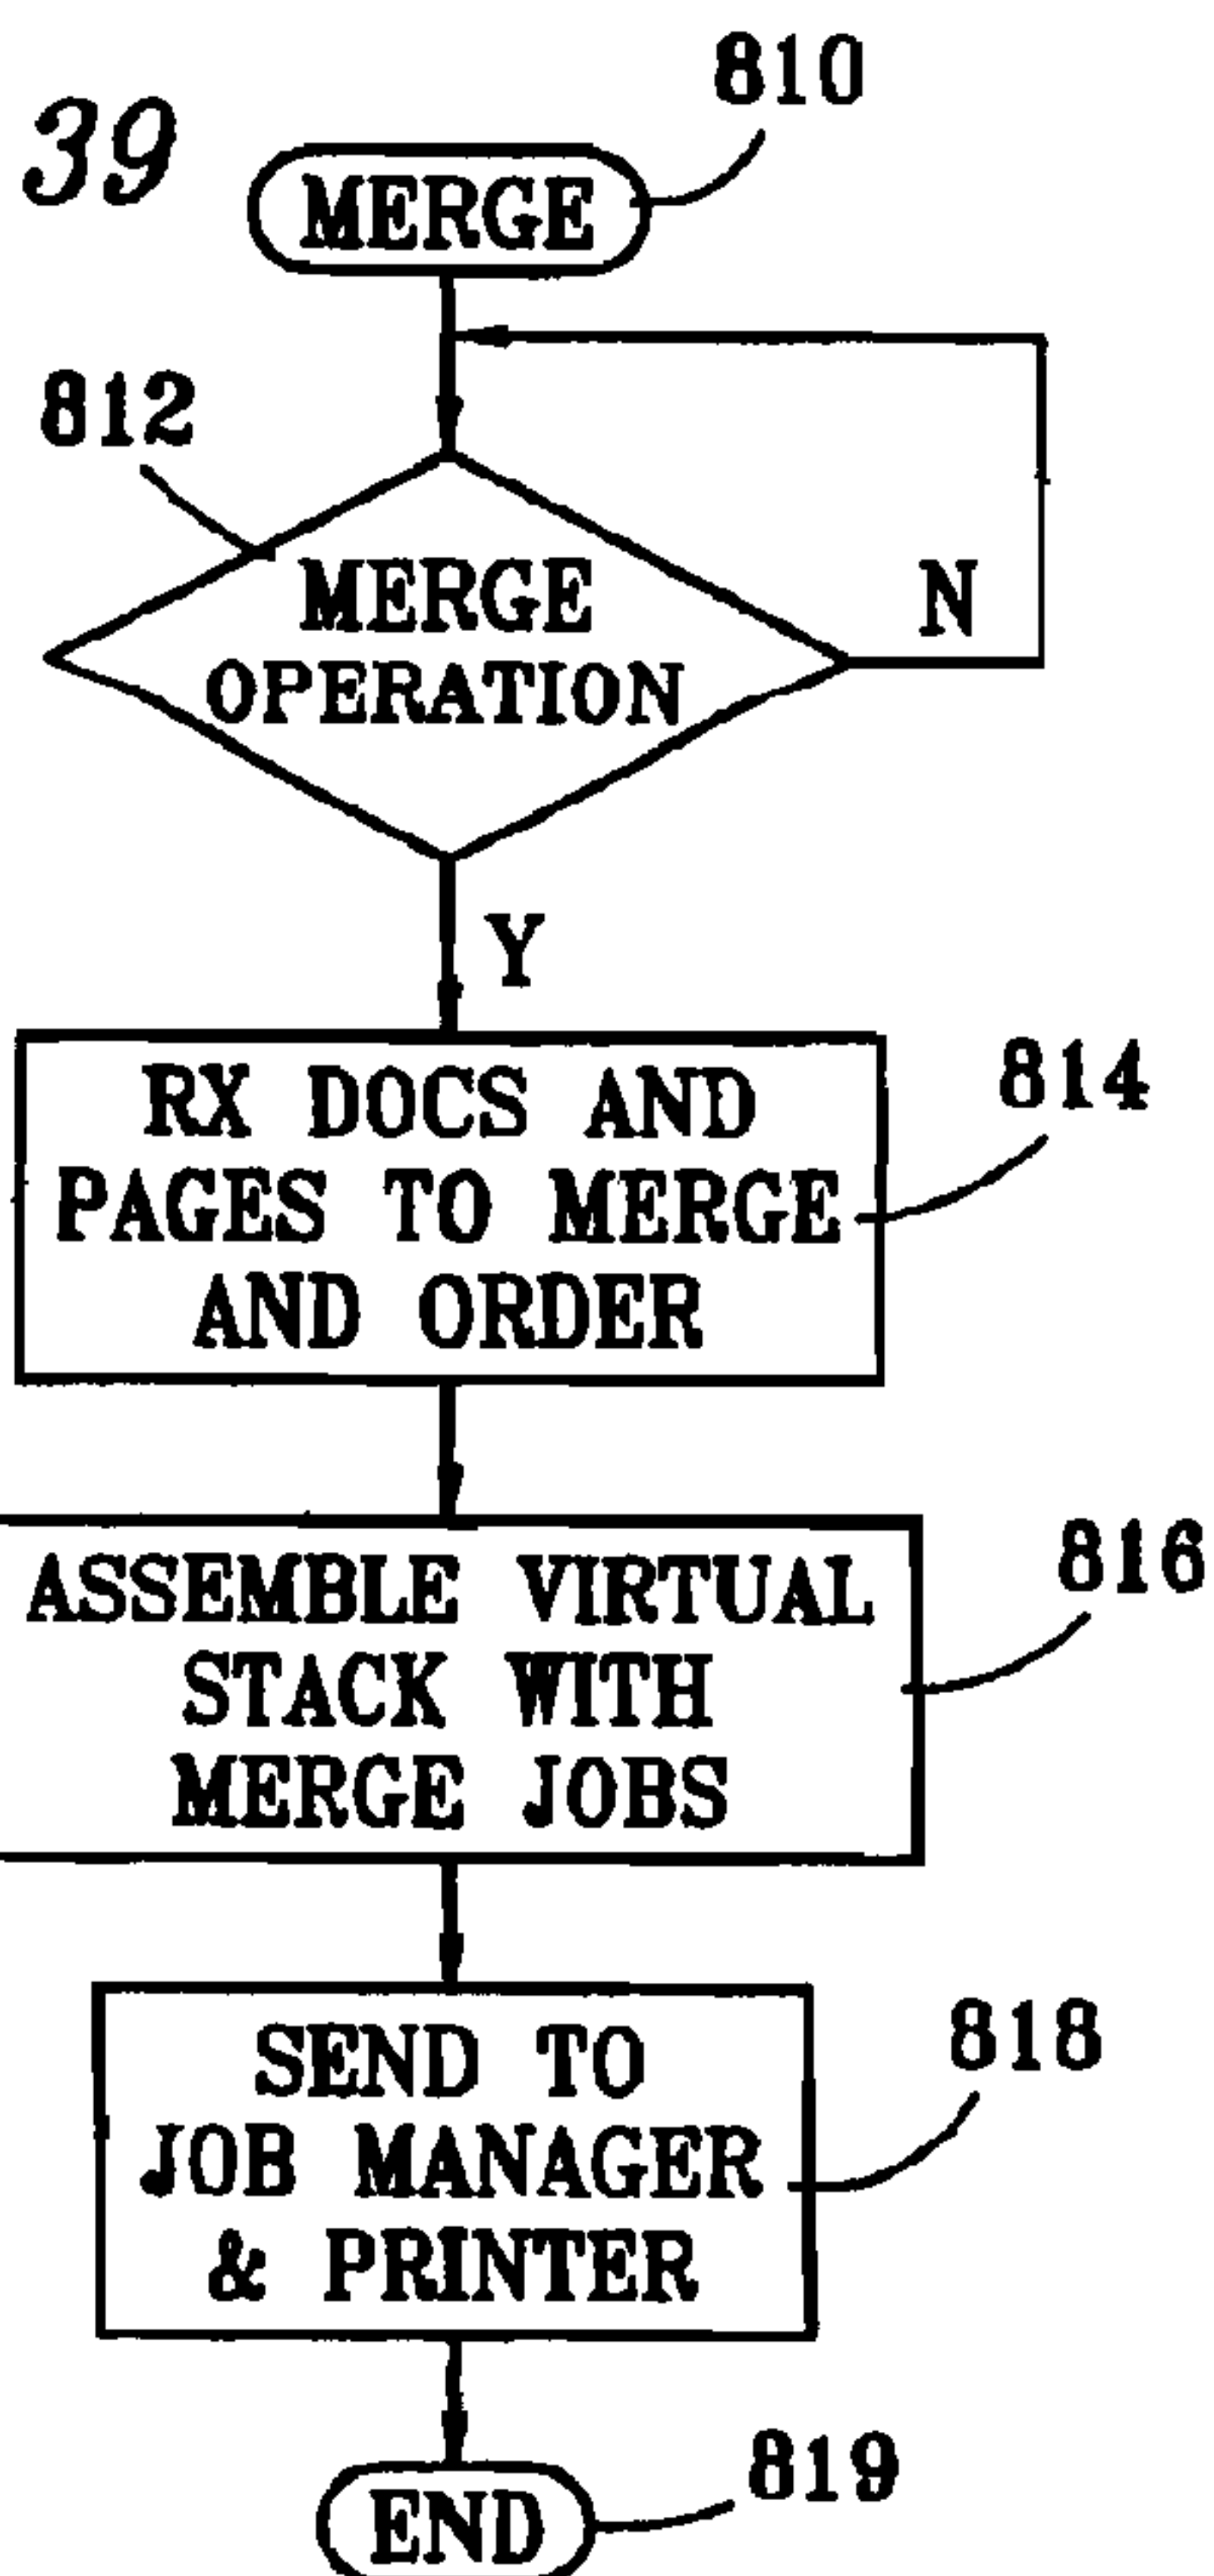 39
810
MERGE
812
MERGE
OPERATION
N
Y
RX DOCS AND
PAGES TO MERGE
AND ORDER
814
ASSEMBLE VIRTUAL
STACK WITH
MERGE JOBS
816
SEND TO
JOB MANAGER
& PRINTER
818
END
819